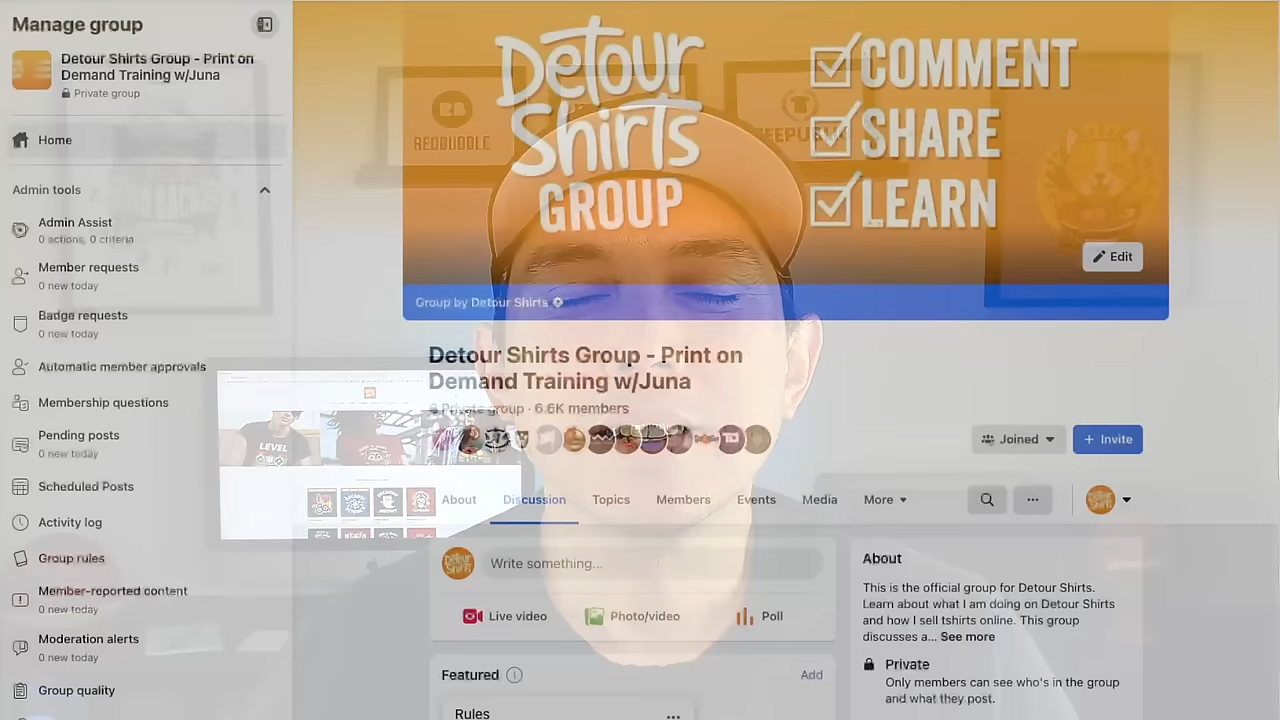 Manage group
Detour Shirts Group - Print on
Demand Training w/Juna
Private group
Home
Admin tools
Admin Assist
0 actions, 0 criteria
Member requests
0 new today
Badge requests
0 new today
Automatic member approvals
Membership questions
Pending posts
0 new today
Scheduled Posts
Activity log
Group rules
Member-reported content
0 new today
Moderation alerts
0 new today
Group quality
Detour
Shirts
GROUP
COMMENT
SHARE
LEARN
REDBUBBLE
Edit
Group by Detour Shirts
Detour Shirts Group - Print on
Demand Training w/Juna
Private group · 6.6K members
Joined
+ Invite
LEVEL
About Discussion Topics Members Events Media More
Detour Shirts
Write something...
Live video Photo/video Poll
Featured Add
Rules
About
This is the official group for Detour Shirts.
Learn about what I am doing on Detour Shirts
and how I sell tshirts online. This group
discusses a... See more
Private
Only members can see who's in the group
and what they post.